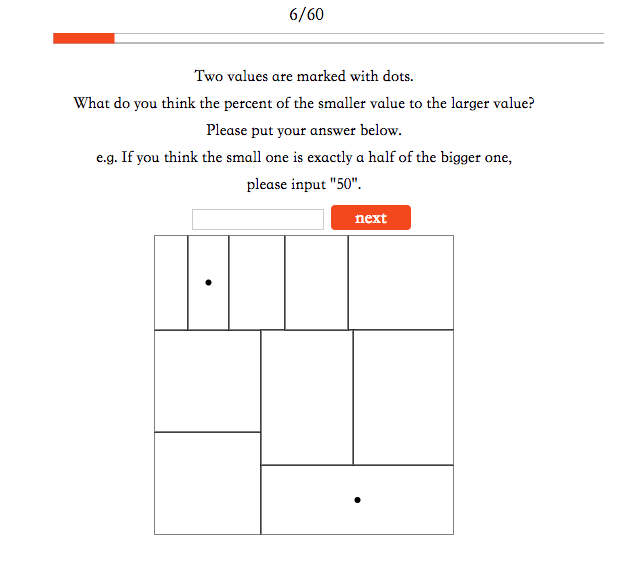 6/60
Two values are marked with dots.
What do you think the percent of the smaller value to the larger value?
Please put your answer below.
e.g. If you think the small one is exactly a half of the bigger one,
please input "50".
next